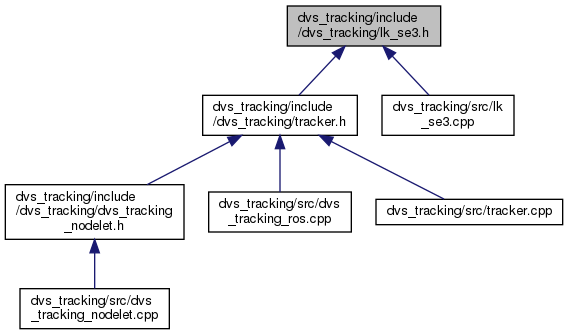 dvs_tracking/include
/dvs_tracking/lk_se3.h
dvs_tracking/include
/dvs_tracking/tracker.h
dvs_tracking/src/lk
_se3.cpp
dvs_tracking/include
/dvs_tracking/dvs_tracking
_nodelet.h
dvs_tracking/src/dvs
_tracking_ros.cpp
dvs_tracking/src/tracker.cpp
dvs_tracking/src/dvs
_tracking_nodelet.cpp